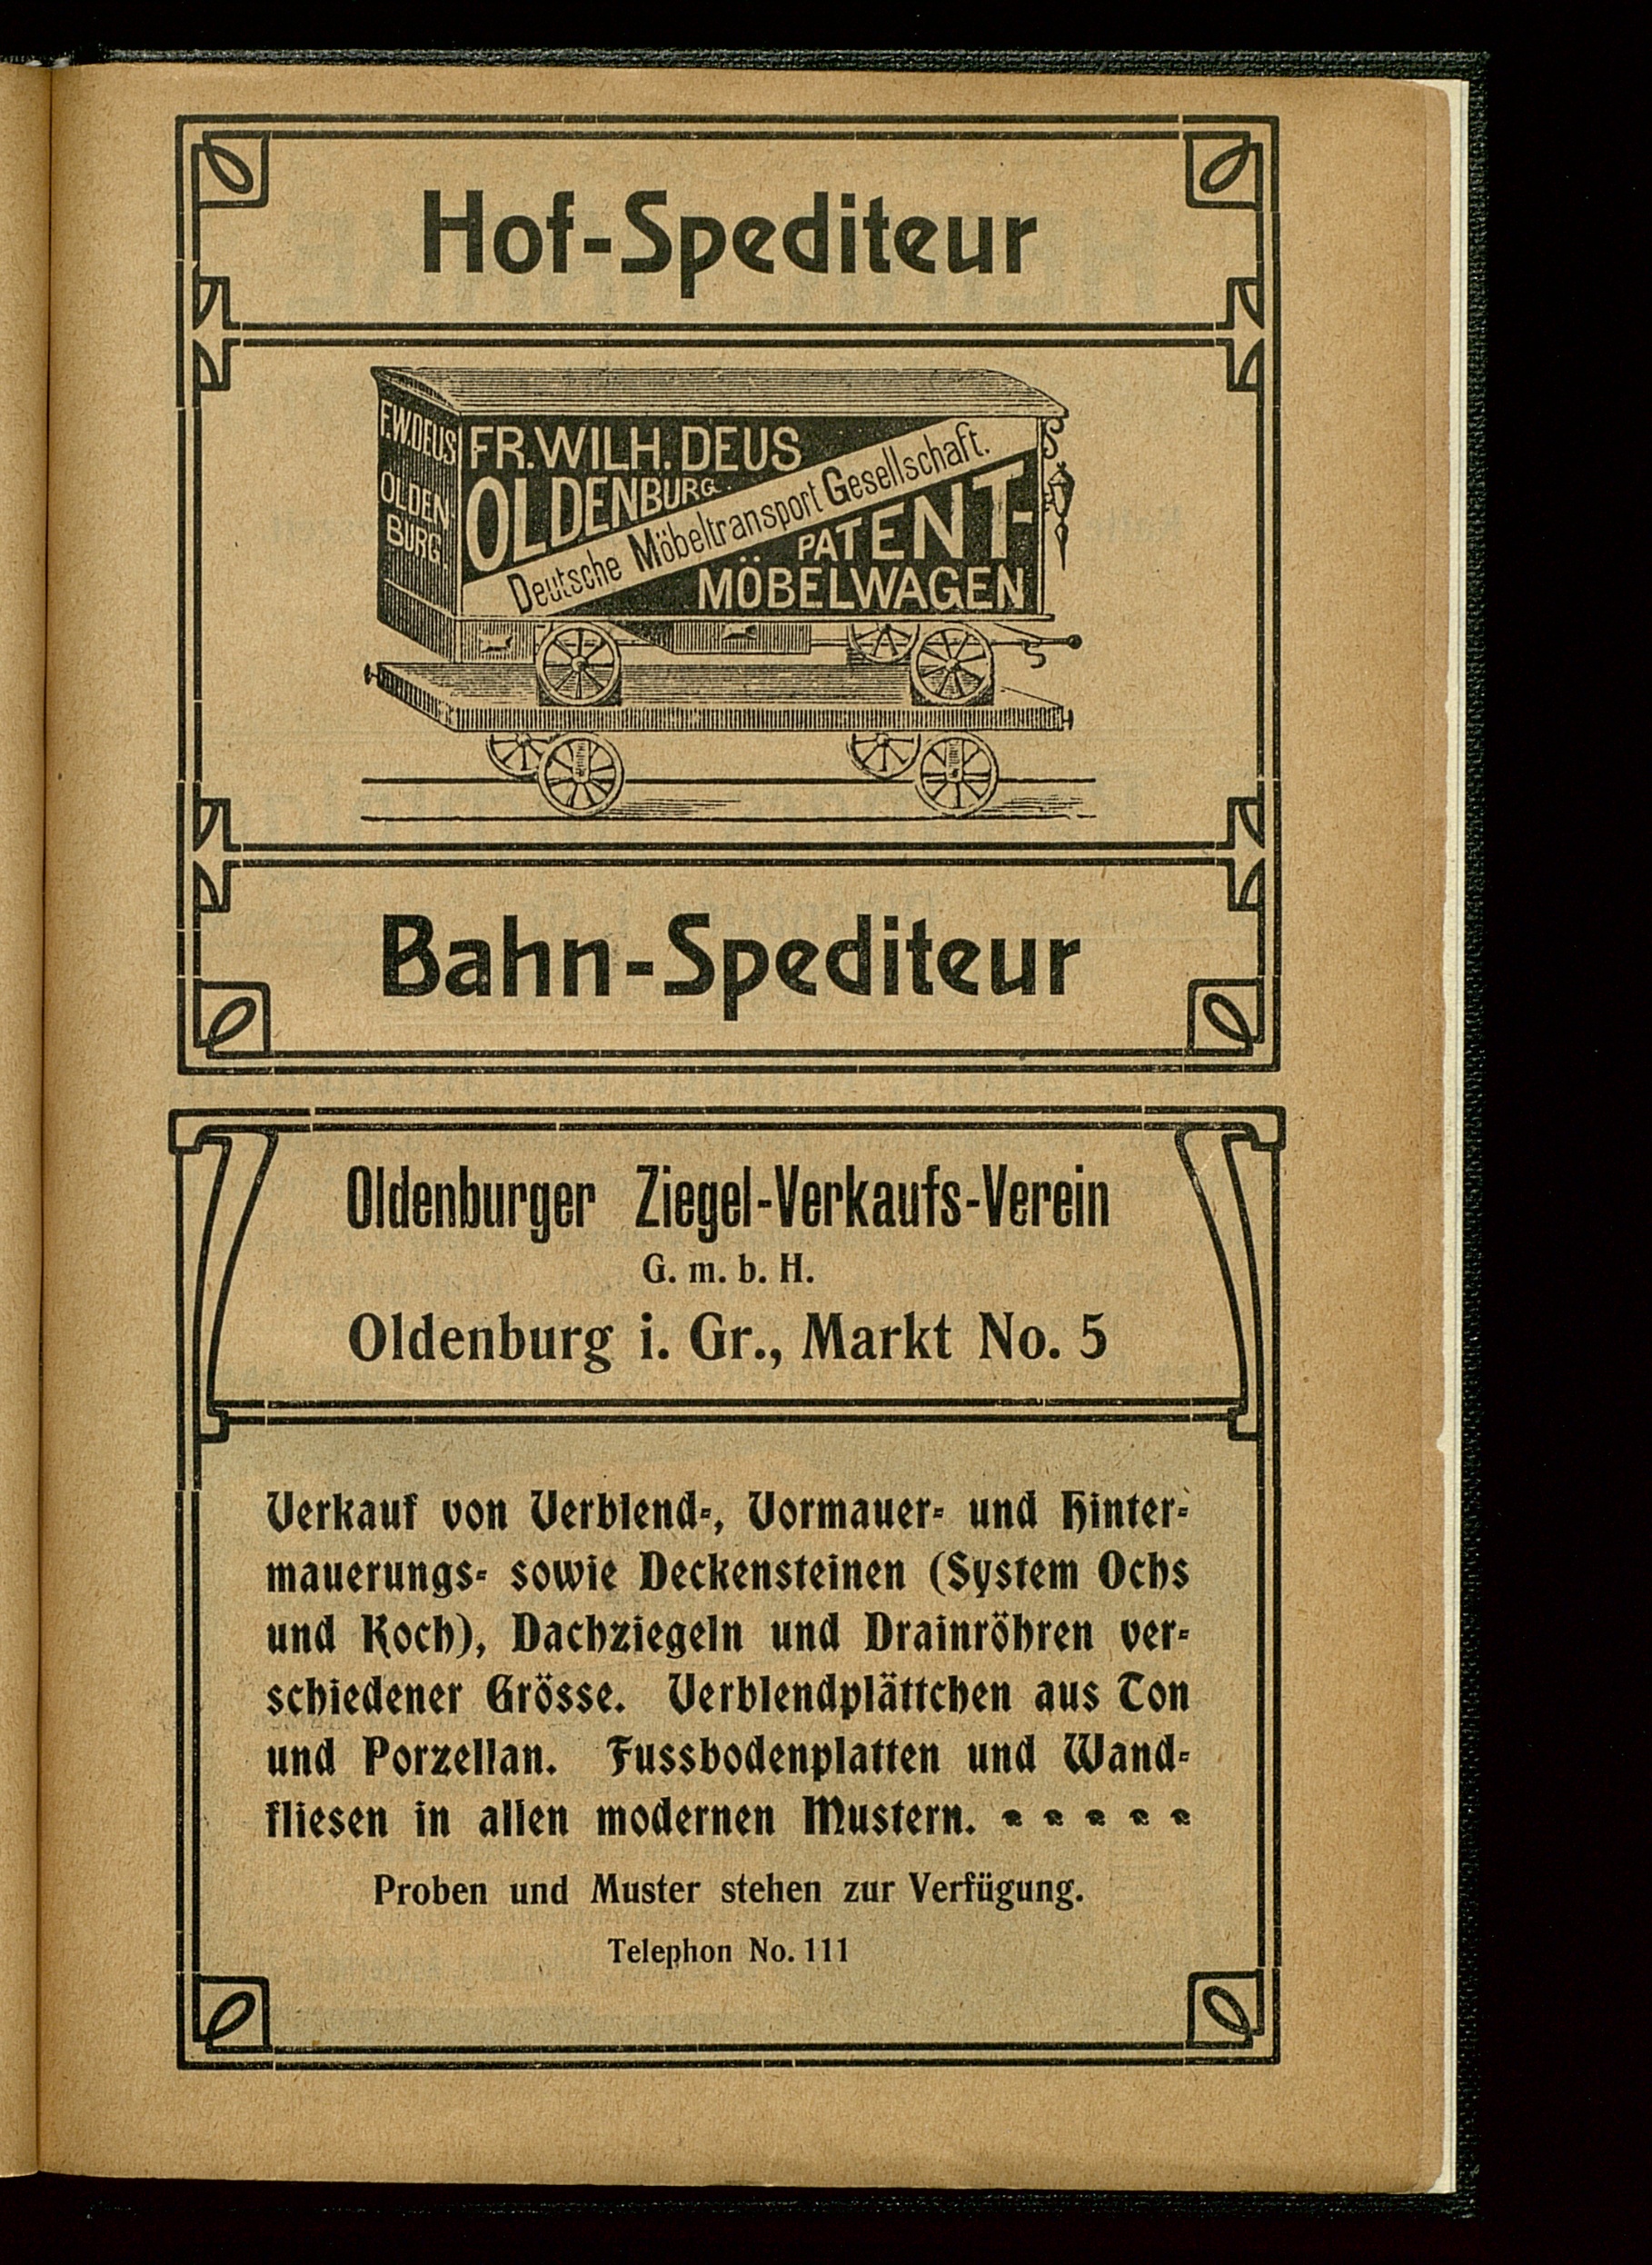 Hof-Spediteur
F.W.DEUS
OLDEN-
BURG.
FR. WILH. DEUS
OLDENBURG.
Deutsche Möbeltransport Gesellschaft.
PATENT-
MÖBELWAGEN
Bahn-Spediteur
Oldenburger Ziegel-Verkaufs-Verein
G. m. b. H.
Oldenburg i. Gr., Markt No. 5
Verkauf von Verblend-, Vormauer- und Hinter-
mauerungs- sowie Deckensteinen (System Ochs
und Koch), Dachziegeln und Drainröhren ver-
schiedener Grösse. Verblendplättchen aus Ton
und Porzellan. Fussbodenplatten und Wand-
fliesen in allen modernen Mustern.
Proben und Muster stehen zur Verfügung.
Telephon No. 111